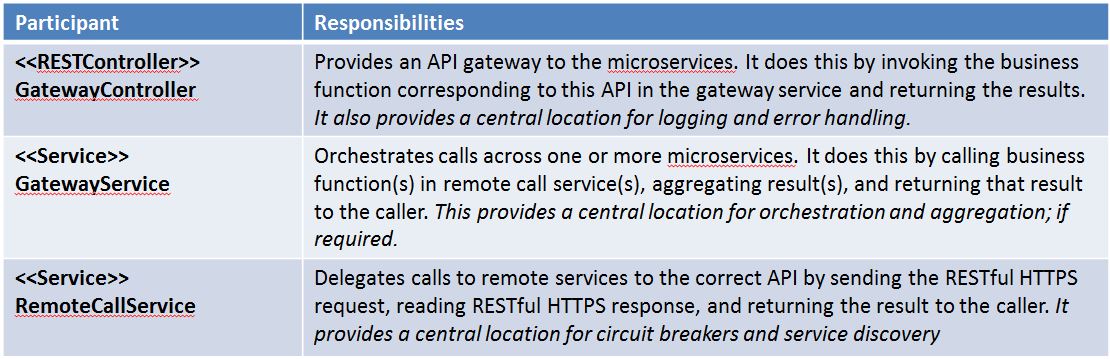 Participant
Responsibilities
<<RESTController>>
GatewayController
Provides an API gateway to the microservices. It does this by invoking the business
function corresponding to this API in the gateway service and returning the results.
It also provides a central location for logging and error handling.
<<Service>>
GatewayService
Orchestrates calls across one or more microservices. It does this by calling business
function(s) in remote call service(s), aggregating result(s), and returning that result
to the caller. This provides a central location for orchestration and aggregation; if
required.
<<Service>>
RemoteCallService
Delegates calls to remote services to the correct API by sending the RESTful HTTPS
request, reading RESTful HTTPS response, and returning the result to the caller. It
provides a central location for circuit breakers and service discovery